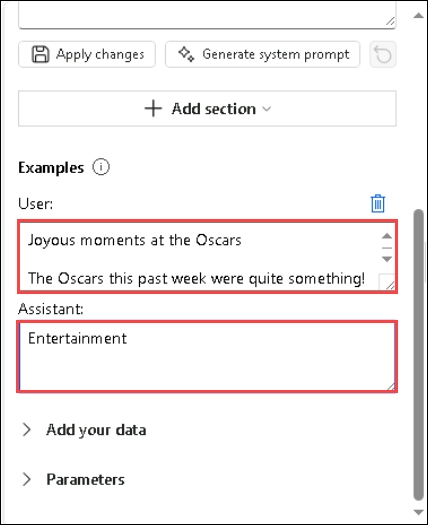 Apply changes
Generate system prompt
Add section
Examples
User:
Joyous moments at the Oscars
The Oscars this past week were quite something!
Assistant:
Entertainment
Add your data
Parameters